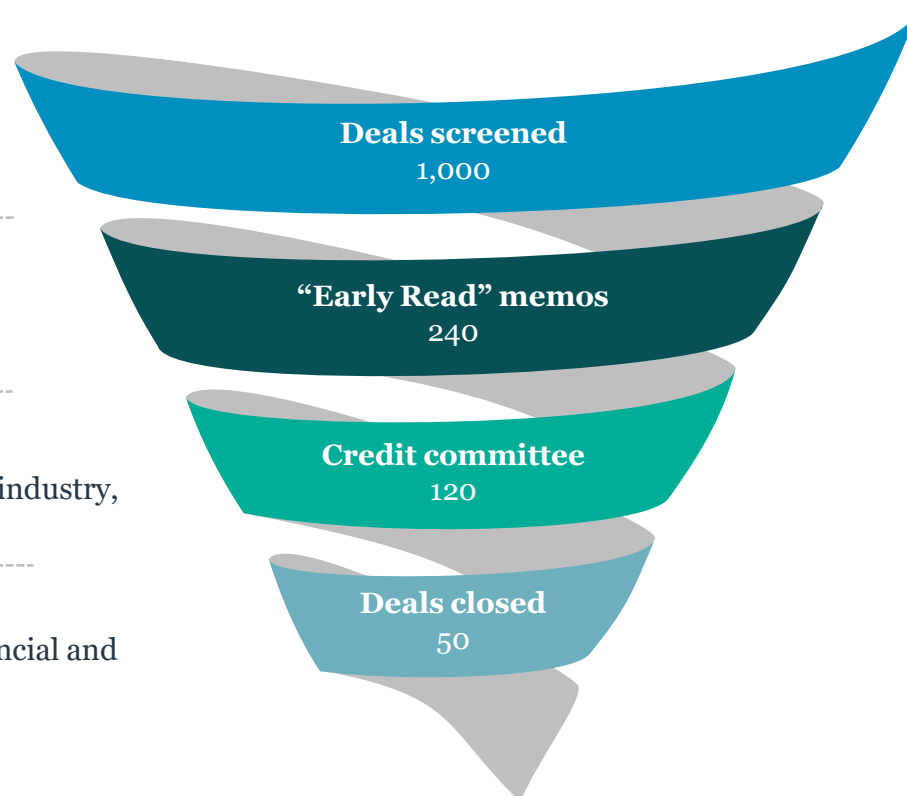 Deals screened
1,000
“Early Read” memos
240
Credit committee
120
industry,
Deals closed
50
ncial and